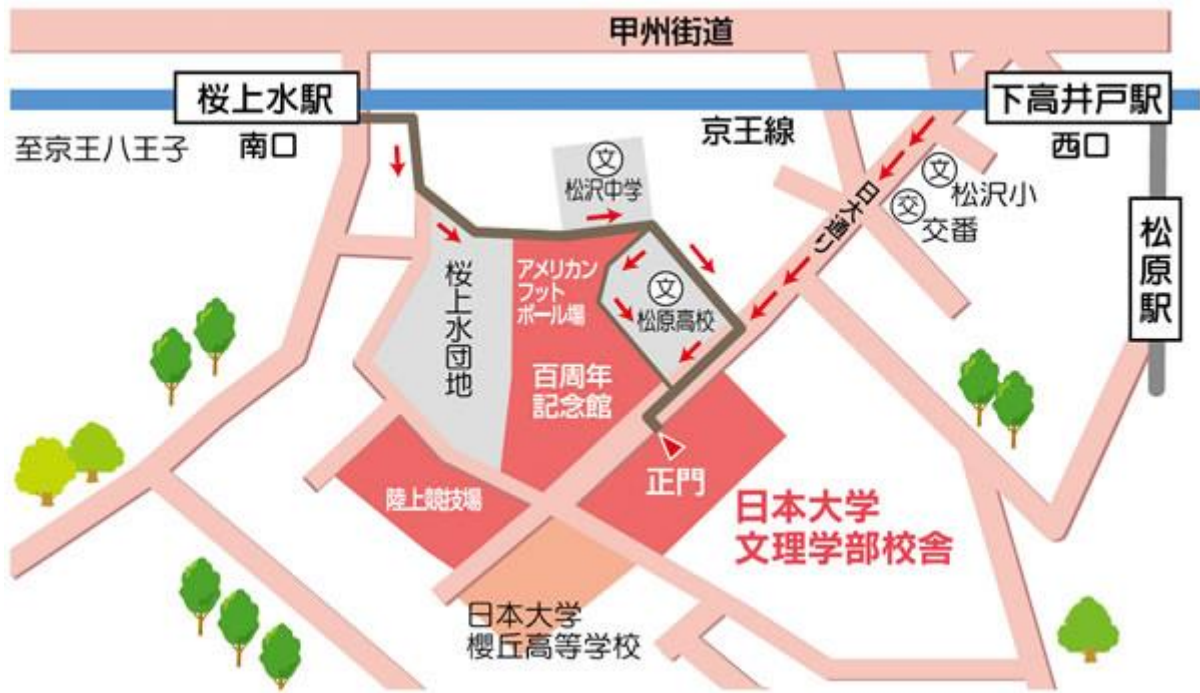 甲州街道
桜上水駅
下高井戸駅
至京王八王子
南口
京王線
西口
文
松沢中学
文
松沢小
交
交番
日大通り
松原駅
桜上水団地
アメリカン
フット
ボール場
文
松原高校
百周年
記念館
陸上競技場
正門
日本大学
文理学部校舎
日本大学
櫻丘高等学校